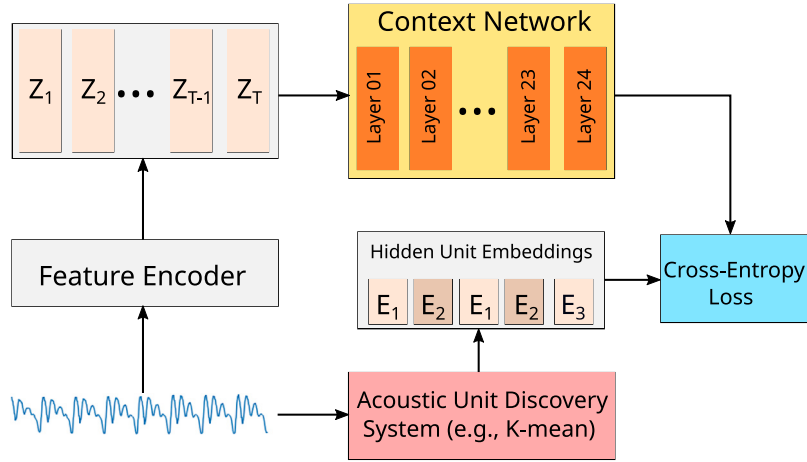 Context Network
Z1 Z2 ... ZT-1 ZT
Layer 01 Layer 02 ... Layer 23 Layer 24
Feature Encoder
Hidden Unit Embeddings
E1 E2 E1 E2 E3
Cross-Entropy
Loss
Acoustic Unit Discovery
System (e.g., K-mean)